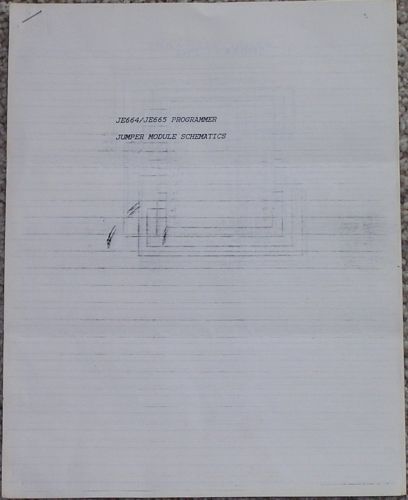 JE664/JE665 PROGRAMMER
JUMPER MODULE SCHEMATICS